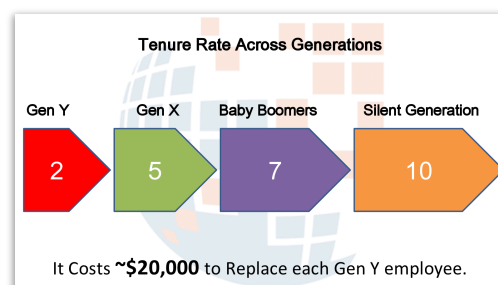 Tenure Rate Across Generations
Gen Y Gen X Baby Boomers Silent Generation
2 5 7 10
It Costs ~$20,000 to Replace each Gen Y employee.